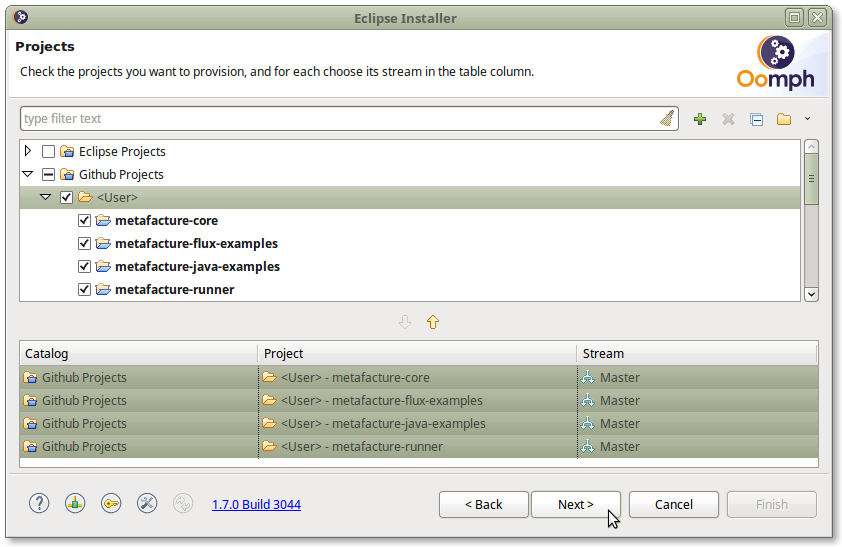 Eclipse Installer
Projects
Check the projects you want to provision, and for each choose its stream in the table column.
Oomph
type filter text
Eclipse Projects
Github Projects
<User>
metafacture-core
metafacture-flux-examples
metafacture-java-examples
metafacture-runner
Catalog Project Stream
Github Projects <User> - metafacture-core Master
Github Projects <User> - metafacture-flux-examples Master
Github Projects <User> - metafacture-java-examples Master
Github Projects <User> - metafacture-runner Master
? 1.7.0 Build 3044 < Back Next > Cancel Finish